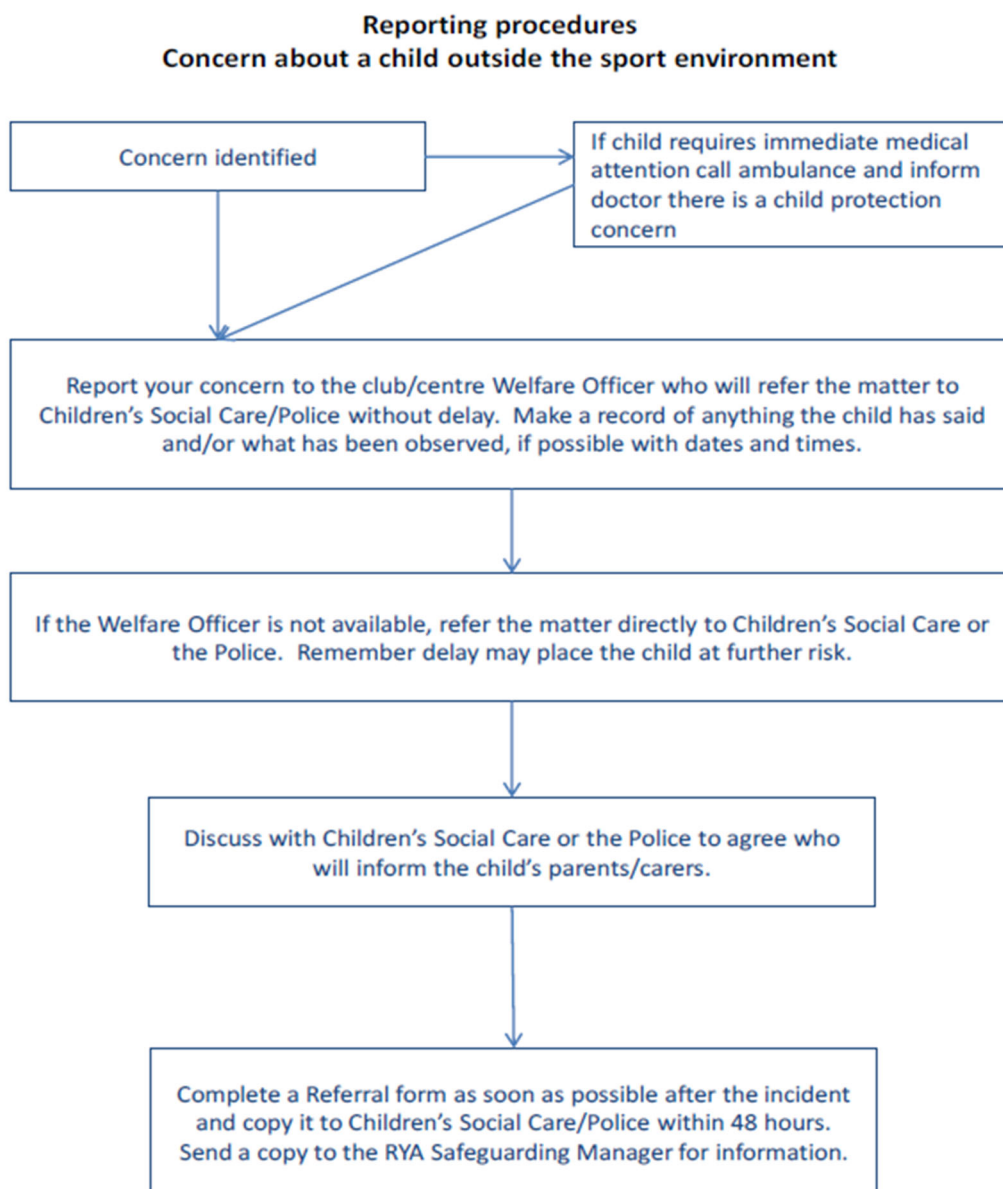 Reporting procedures
Concern about a child outside the sport environment
Concern identified
If child requires immediate medical
attention call ambulance and inform
doctor there is a child protection
concern
Report your concern to the club/centre Welfare Officer who will refer the matter to
Children’s Social Care/Police without delay.  Make a record of anything the child has said
and/or what has been observed, if possible with dates and times.
If the Welfare Officer is not available, refer the matter directly to Children’s Social Care or
the Police.  Remember delay may place the child at further risk.
Discuss with Children’s Social Care or the Police to agree who
will inform the child’s parents/carers.
Complete a Referral form as soon as possible after the incident
and copy it to Children’s Social Care/Police within 48 hours.
Send a copy to the RYA Safeguarding Manager for information.